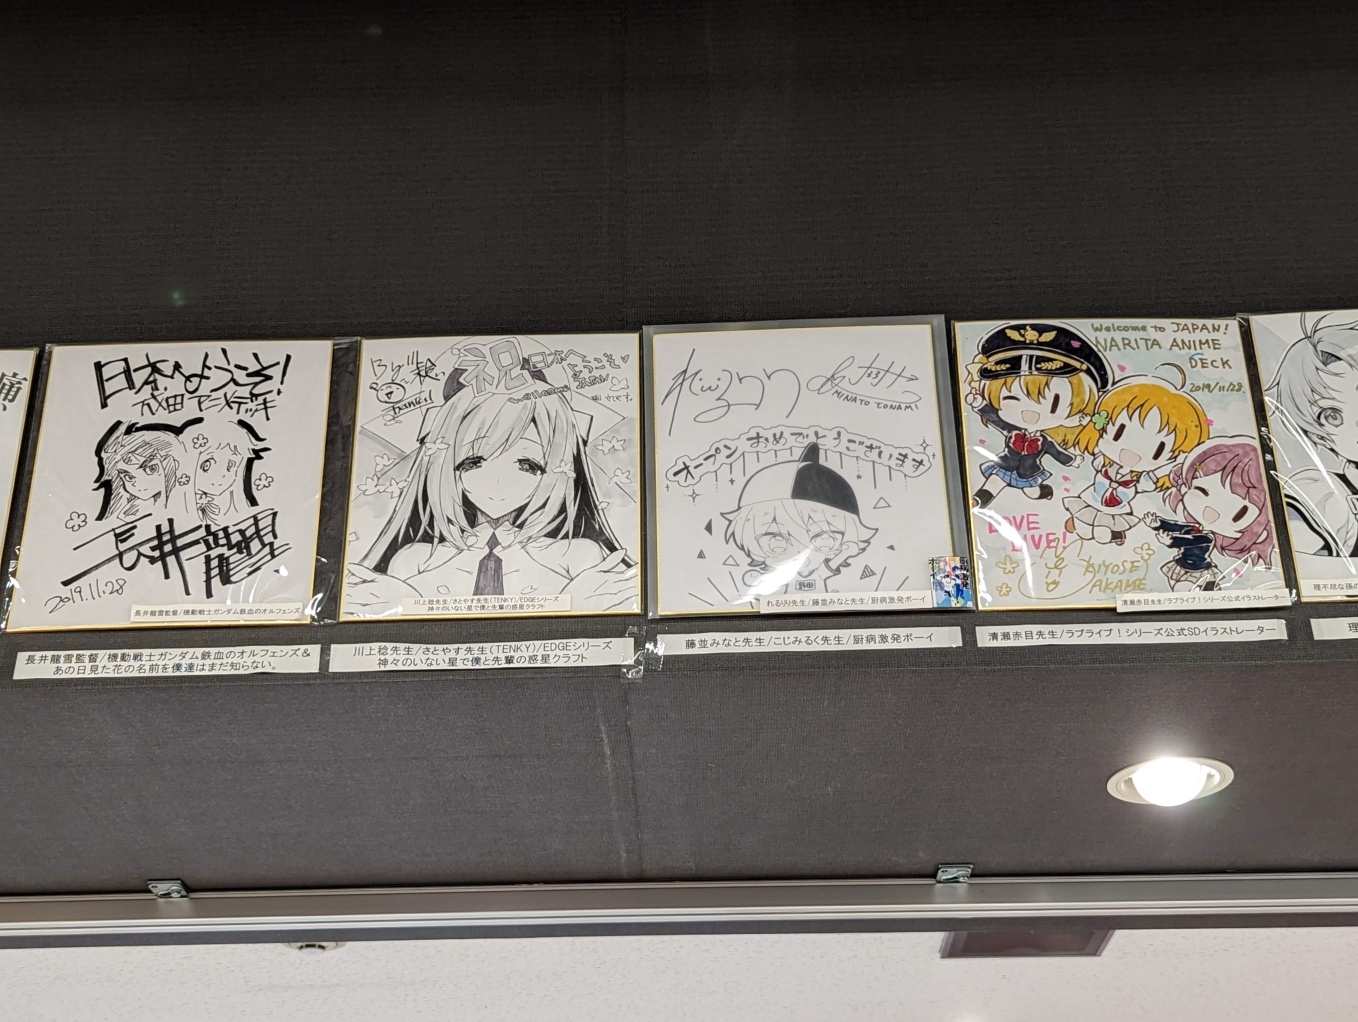 痛い
日本へようこそ!
成田アニメデッキ
長井龍雪
2019.11.28
長井龍雪監督/機動戦士ガンダム鉄血のオルフェンズ
長井龍雪監督/機動戦士ガンダム鉄血のオルフェンズ&
あの日見た花の名前を僕達はまだ知らない。
祝
日本へ
ようこそ
Welcome JAPAN
Thanks!
川上稔先生/さとやす先生(TENKY)/EDGEシリーズ
神々のいない星で僕と先輩の惑星クラフト
川上稔先生/さとやす先生(TENKY)/EDGEシリーズ
神々のいない星で僕と先輩の惑星クラフト
MINATO TONAMI
オープンおめでとうございます
野田
れるりり先生/藤並みなと先生/厨病激発ボーイ
藤並みなと先生/こじみるく先生/厨病激発ボーイ
Welcome to JAPAN!
NARITA ANIME
DECK
2019/11/28.
LOVE
LIVE!
KIYOSE
AKAME
清瀬赤目先生/ラブライブ!シリーズ公式SDイラストレーター
清瀬赤目先生/ラブライブ!シリーズ公式SDイラストレーター
理不尽な孫の
理